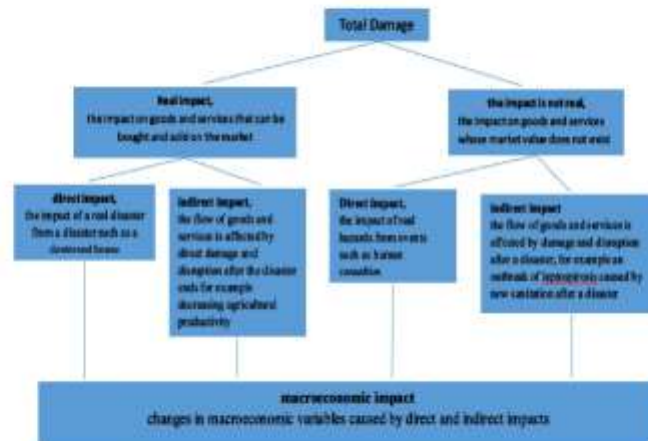 Total Damage
Real impact,
the impact on goods and services that can be
bought and sold on the market
the impact is not real,
the impact on goods and services
whose market value does not exist
direct impact,
the impact of a real disaster
from a disaster such as a
destroyed house
indirect impact,
the flow of goods and
services is affected by
direct damage and
disruption after the disaster
ends for example
decreasing agricultural
productivity
Direct impact,
the impact of real
hazards from events
such as human
casualties
Indirect impact
the flow of goods and services is
affected by damage and disruption
after a disaster, for example an
outbreak of leptospirosis caused by
new sanitation after a disaster
macroeconomic impact
changes in macroeconomic variables caused by direct and indirect impacts